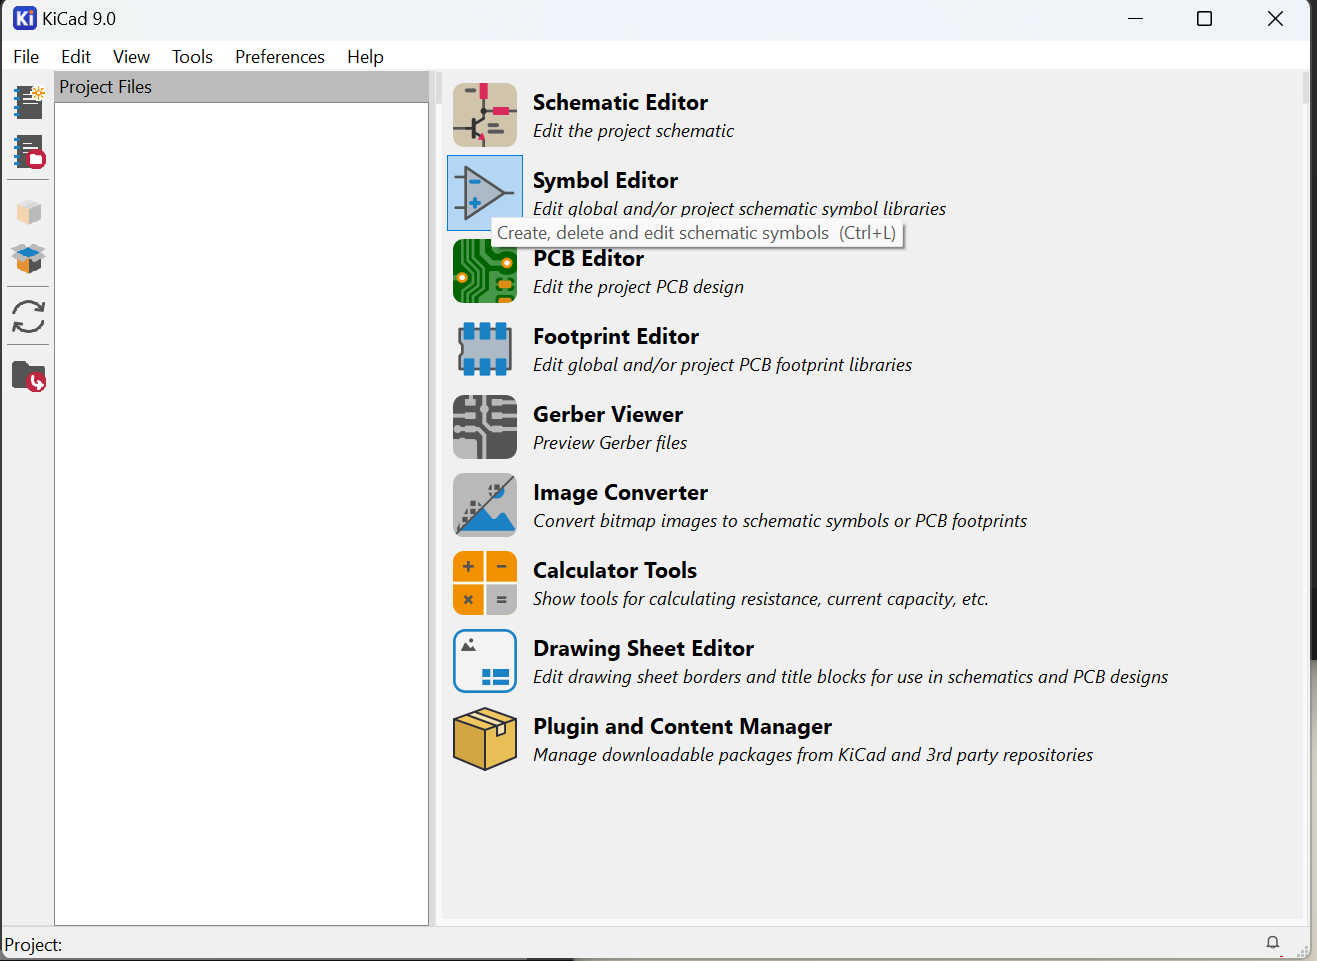 Ki KiCad 9.0
File Edit View Tools Preferences Help
Project Files
Schematic Editor
Edit the project schematic
Symbol Editor
Edit global and/or project schematic symbol libraries
Create, delete and edit schematic symbols (Ctrl+L)
PCB Editor
Edit the project PCB design
Footprint Editor
Edit global and/or project PCB footprint libraries
Gerber Viewer
Preview Gerber files
Image Converter
Convert bitmap images to schematic symbols or PCB footprints
Calculator Tools
Show tools for calculating resistance, current capacity, etc.
Drawing Sheet Editor
Edit drawing sheet borders and title blocks for use in schematics and PCB designs
Plugin and Content Manager
Manage downloadable packages from KiCad and 3rd party repositories
Project: